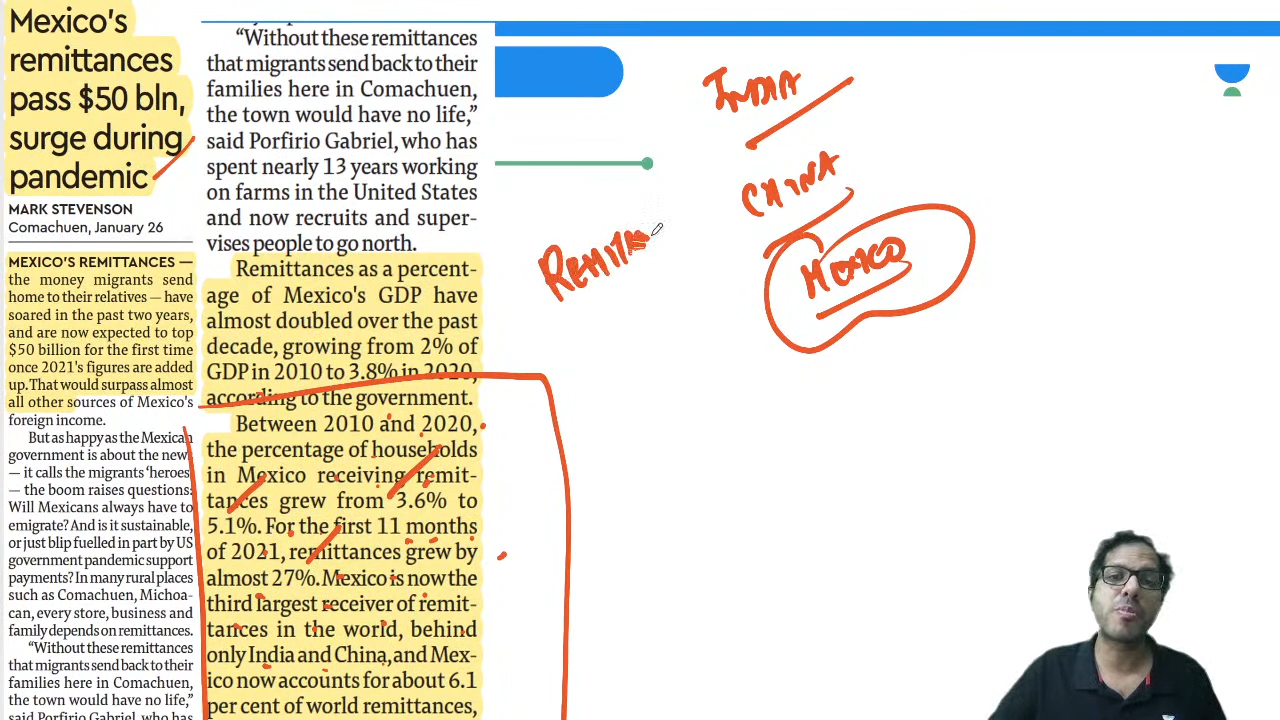 Mexico's
remittances
pass $50 bln,
surge during
pandemic
MARK STEVENSON
Comachuen, January 26
MEXICO'S REMITTANCES —
the money migrants send
home to their relatives — have
soared in the past two years,
and are now expected to top
$50 billion for the first time
once 2021's figures are added
up. That would surpass almost
all other sources of Mexico's
foreign income.
But as happy as the Mexican
government is about the news
— it calls the migrants 'heroes'
— the boom raises questions:
Will Mexicans always have to
emigrate? And is it sustainable,
or just blip fuelled in part by US
government pandemic support
payments? In many rural places
such as Comachuen, Michoa-
can, every store, business and
family depends on remittances.
“Without these remittances
that migrants send back to their
families here in Comachuen,
the town would have no life,”
said Porfirio Gabriel, who has
“Without these remittances
that migrants send back to their
families here in Comachuen,
the town would have no life,”
said Porfirio Gabriel, who has
spent nearly 13 years working
on farms in the United States
and now recruits and super-
vises people to go north.
Remittances as a percent-
age of Mexico's GDP have
almost doubled over the past
decade, growing from 2% of
GDP in 2010 to 3.8% in 2020,
according to the government.
Between 2010 and 2020,
the percentage of households
in Mexico receiving remit-
tances grew from 3.6% to
5.1%. For the first 11 months
of 2021, remittances grew by
almost 27%. Mexico is now the
third largest receiver of remit-
tances in the world, behind
only India and China, and Mex-
ico now accounts for about 6.1
per cent of world remittances,
INDIA
CHINA
MEXICO